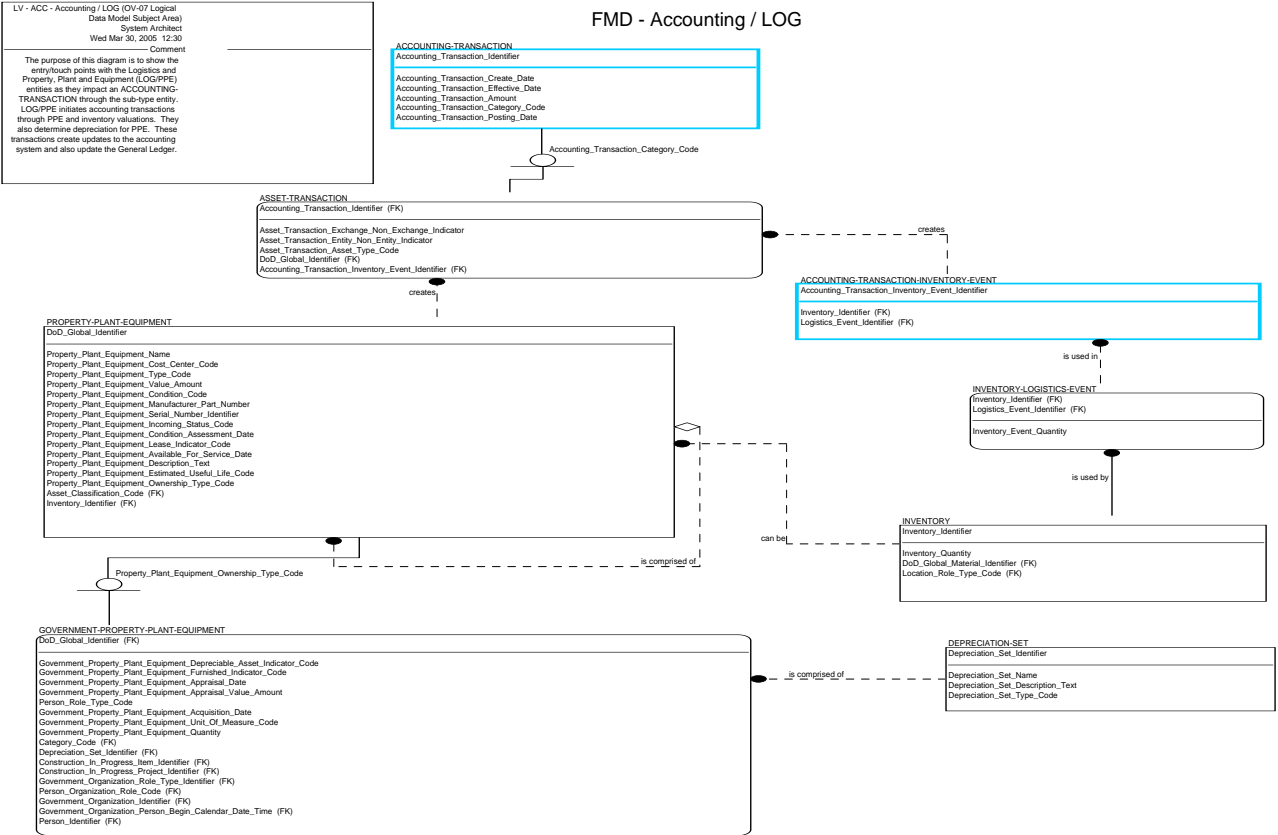 LV - ACC - Accounting / LOG (OV-07 Logical
Data Model Subject Area)
System Architect
Wed Mar 30, 2005 12:30
Comment
The purpose of this diagram is to show the
entry/touch points with the Logistics and
Property, Plant and Equipment (LOG/PPE)
entities as they impact an ACCOUNTING-
TRANSACTION through the sub-type entity.
LOG/PPE initiates accounting transactions
through PPE and inventory valuations. They
also determine depreciation for PPE. These
transactions create updates to the accounting
system and also update the General Ledger.
FMD - Accounting / LOG
ACCOUNTING-TRANSACTION
Accounting_Transaction_Identifier
Accounting_Transaction_Create_Date
Accounting_Transaction_Effective_Date
Accounting_Transaction_Amount
Accounting_Transaction_Category_Code
Accounting_Transaction_Posting_Date
Accounting_Transaction_Category_Code
ASSET-TRANSACTION
Accounting_Transaction_Identifier (FK)
Asset_Transaction_Exchange_Non_Exchange_Indicator
Asset_Transaction_Entity_Non_Entity_Indicator
Asset_Transaction_Asset_Type_Code
DoD_Global_Identifier (FK)
Accounting_Transaction_Inventory_Event_Identifier (FK)
creates
creates
ACCOUNTING-TRANSACTION-INVENTORY-EVENT
Accounting_Transaction_Inventory_Event_Identifier
Inventory_Identifier (FK)
Logistics_Event_Identifier (FK)
is used in
INVENTORY-LOGISTICS-EVENT
Inventory_Identifier (FK)
Logistics_Event_Identifier (FK)
Inventory_Event_Quantity
is used by
INVENTORY
Inventory_Identifier
Inventory_Quantity
DoD_Global_Material_Identifier (FK)
Location_Role_Type_Code (FK)
PROPERTY-PLANT-EQUIPMENT
DoD_Global_Identifier
Property_Plant_Equipment_Name
Property_Plant_Equipment_Cost_Center_Code
Property_Plant_Equipment_Type_Code
Property_Plant_Equipment_Value_Amount
Property_Plant_Equipment_Condition_Code
Property_Plant_Equipment_Manufacturer_Part_Number
Property_Plant_Equipment_Serial_Number_Identifier
Property_Plant_Equipment_Incoming_Status_Code
Property_Plant_Equipment_Condition_Assessment_Date
Property_Plant_Equipment_Lease_Indicator_Code
Property_Plant_Equipment_Available_For_Service_Date
Property_Plant_Equipment_Description_Text
Property_Plant_Equipment_Estimated_Useful_Life_Code
Property_Plant_Equipment_Ownership_Type_Code
Asset_Classification_Code (FK)
Inventory_Identifier (FK)
can be
is comprised of
Property_Plant_Equipment_Ownership_Type_Code
GOVERNMENT-PROPERTY-PLANT-EQUIPMENT
DoD_Global_Identifier (FK)
Government_Property_Plant_Equipment_Depreciable_Asset_Indicator_Code
Government_Property_Plant_Equipment_Furnished_Indicator_Code
Government_Property_Plant_Equipment_Appraisal_Date
Government_Property_Plant_Equipment_Appraisal_Value_Amount
Person_Role_Type_Code
Government_Property_Plant_Equipment_Acquisition_Date
Government_Property_Plant_Equipment_Unit_Of_Measure_Code
Government_Property_Plant_Equipment_Quantity
Category_Code (FK)
Depreciation_Set_Identifier (FK)
Construction_In_Progress_Item_Identifier (FK)
Construction_In_Progress_Project_Identifier (FK)
Government_Organization_Role_Type_Identifier (FK)
Person_Organization_Role_Code (FK)
Government_Organization_Identifier (FK)
Government_Organization_Person_Begin_Calendar_Date_Time (FK)
Person_Identifier (FK)
is comprised of
DEPRECIATION-SET
Depreciation_Set_Identifier
Depreciation_Set_Name
Depreciation_Set_Description_Text
Depreciation_Set_Type_Code